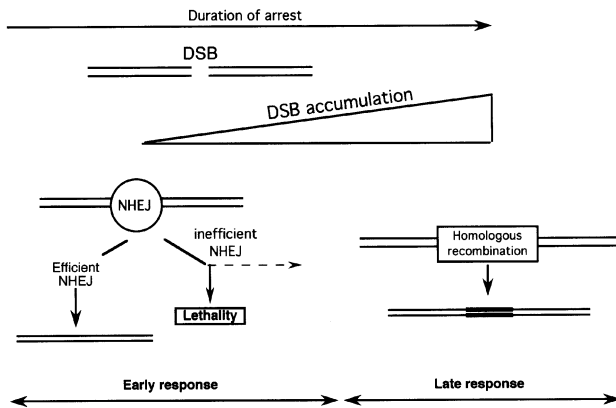 Duration of arrest
DSB
DSB accumulation
NHEJ
inefficient
NHEJ
Efficient
NHEJ
Lethality
Homologous
recombination
Early response
Late response